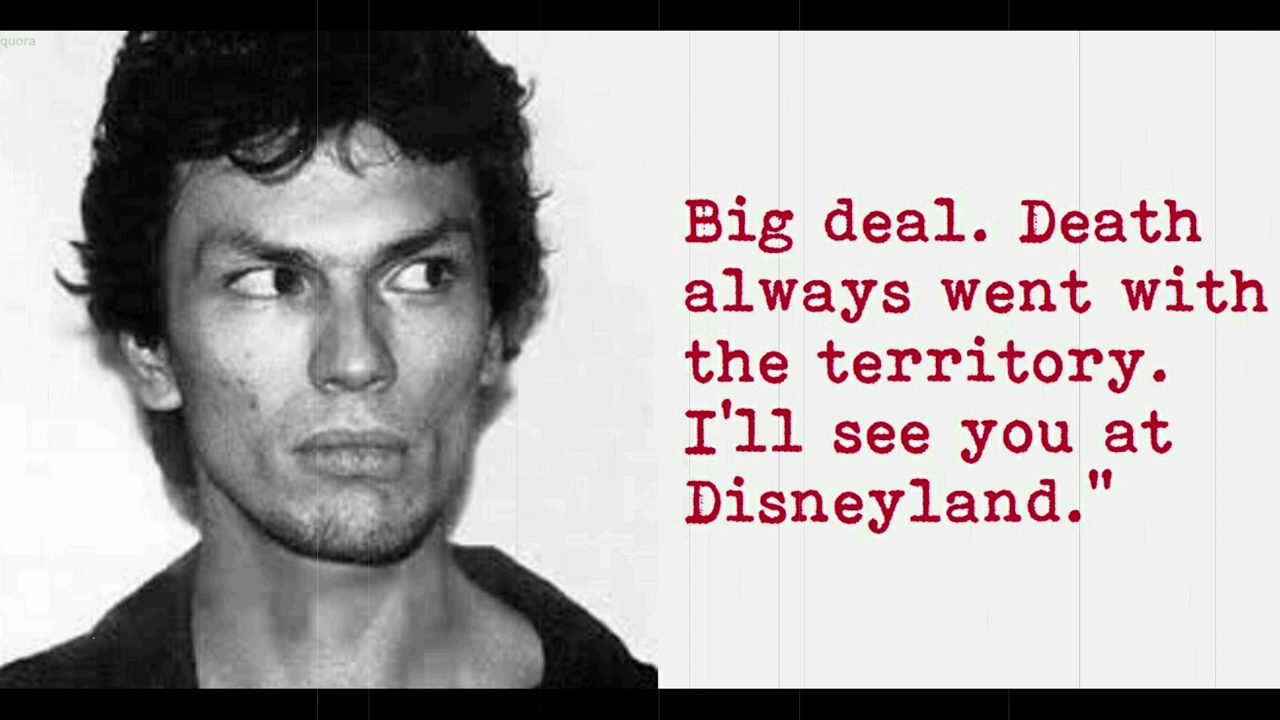 quora
Big deal. Death
always went with
the territory.
I'll see you at
Disneyland."